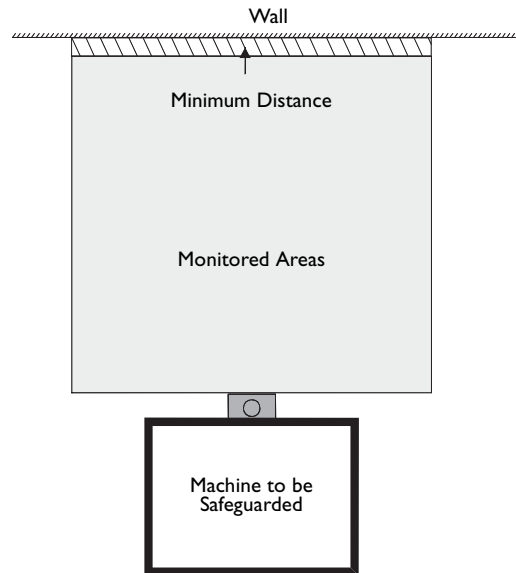 Wall
Minimum Distance
Monitored Areas
Machine to be
Safeguarded